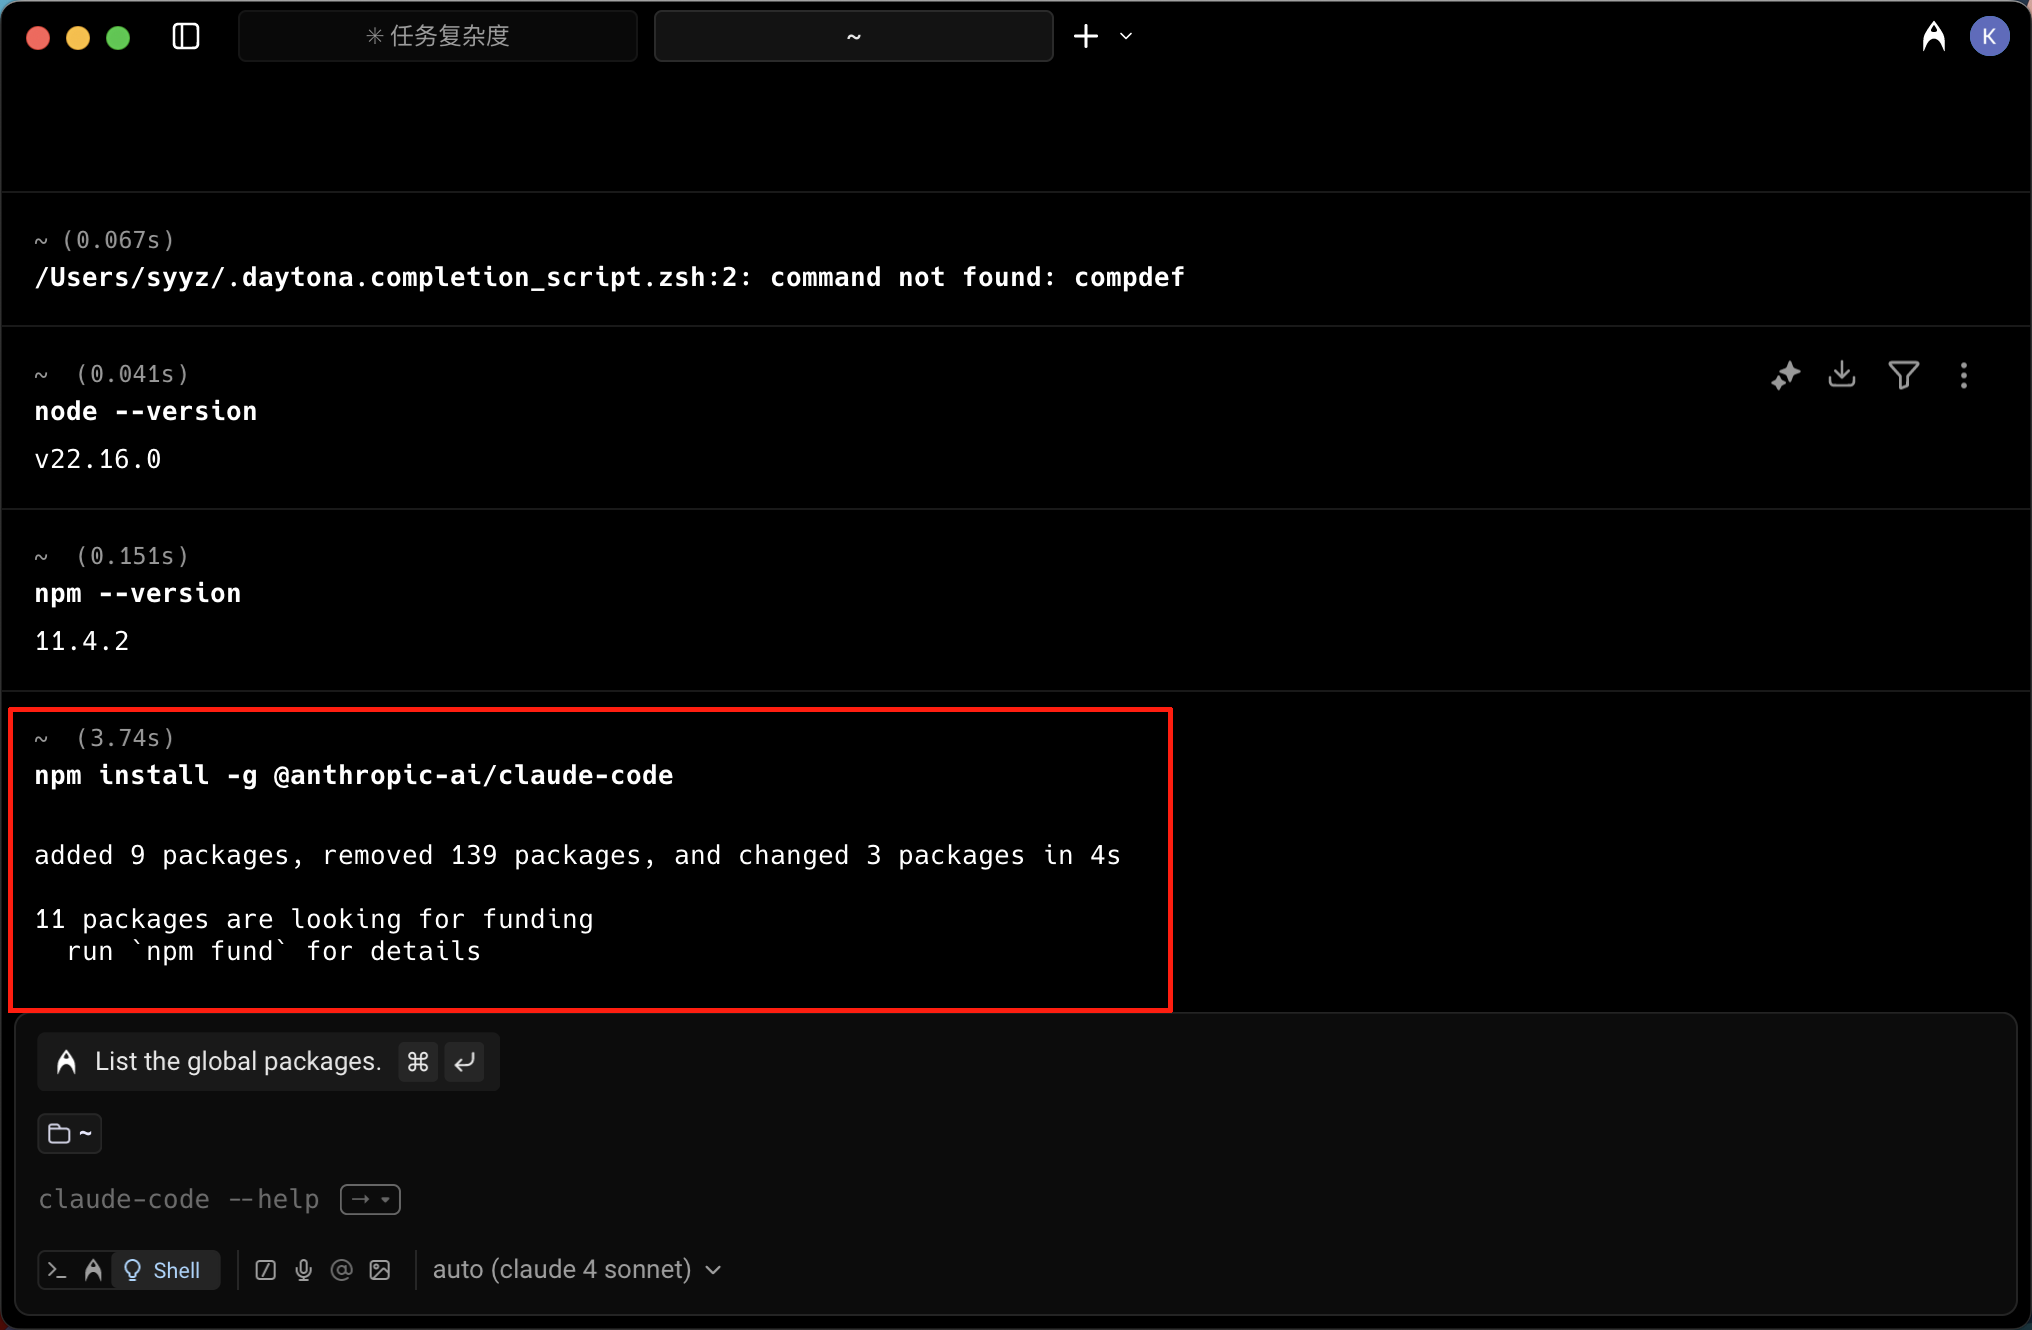 ✳ 任务复杂度
~
K
~ (0.067s)
/Users/syyz/.daytona.completion_script.zsh:2: command not found: compdef
~ (0.041s)
node --version
v22.16.0
~ (0.151s)
npm --version
11.4.2
~ (3.74s)
npm install -g @anthropic-ai/claude-code
added 9 packages, removed 139 packages, and changed 3 packages in 4s
11 packages are looking for funding
run `npm fund` for details
List the global packages. ⌘ ↵
~
claude-code --help →
Shell @ auto (claude 4 sonnet)